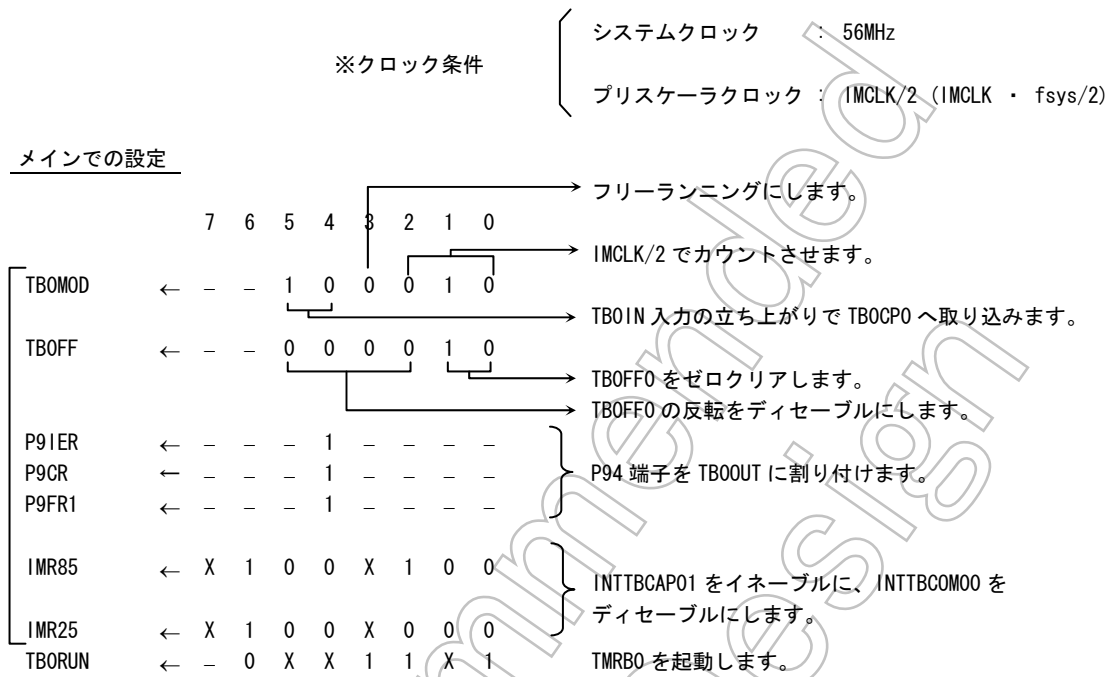 システムクロック : 56MHz
※クロック条件
プリスケーラクロック : IMCLK/2 (IMCLK ・ fsys/2)
メインでの設定
フリーランニングにします。
7 6 5 4 3 2 1 0
IMCLK/2 でカウントさせます。
TB0MOD ← − − 1 0 0 0 1 0
TB0IN 入力の立ち上がりで TB0CP0 へ取り込みます。
TB0FF ← − − 0 0 0 0 1 0
TB0FF0 をゼロクリアします。
TB0FF0 の反転をディセーブルにします。
P9IER ← − − − 1 − − − −
P9CR ← − − − 1 − − − −
P94 端子を TB0OUT に割り付けます。
P9FR1 ← − − − 1 − − − −
IMR85 ← X 1 0 0 X 1 0 0
INTTBCAP01 をイネーブルに、INTTBCOM00 を
ディセーブルにします。
IMR25 ← X 1 0 0 X 0 0 0
TB0RUN ← − 0 X X 1 1 X 1 TMRB0 を起動します。
mmended
esign